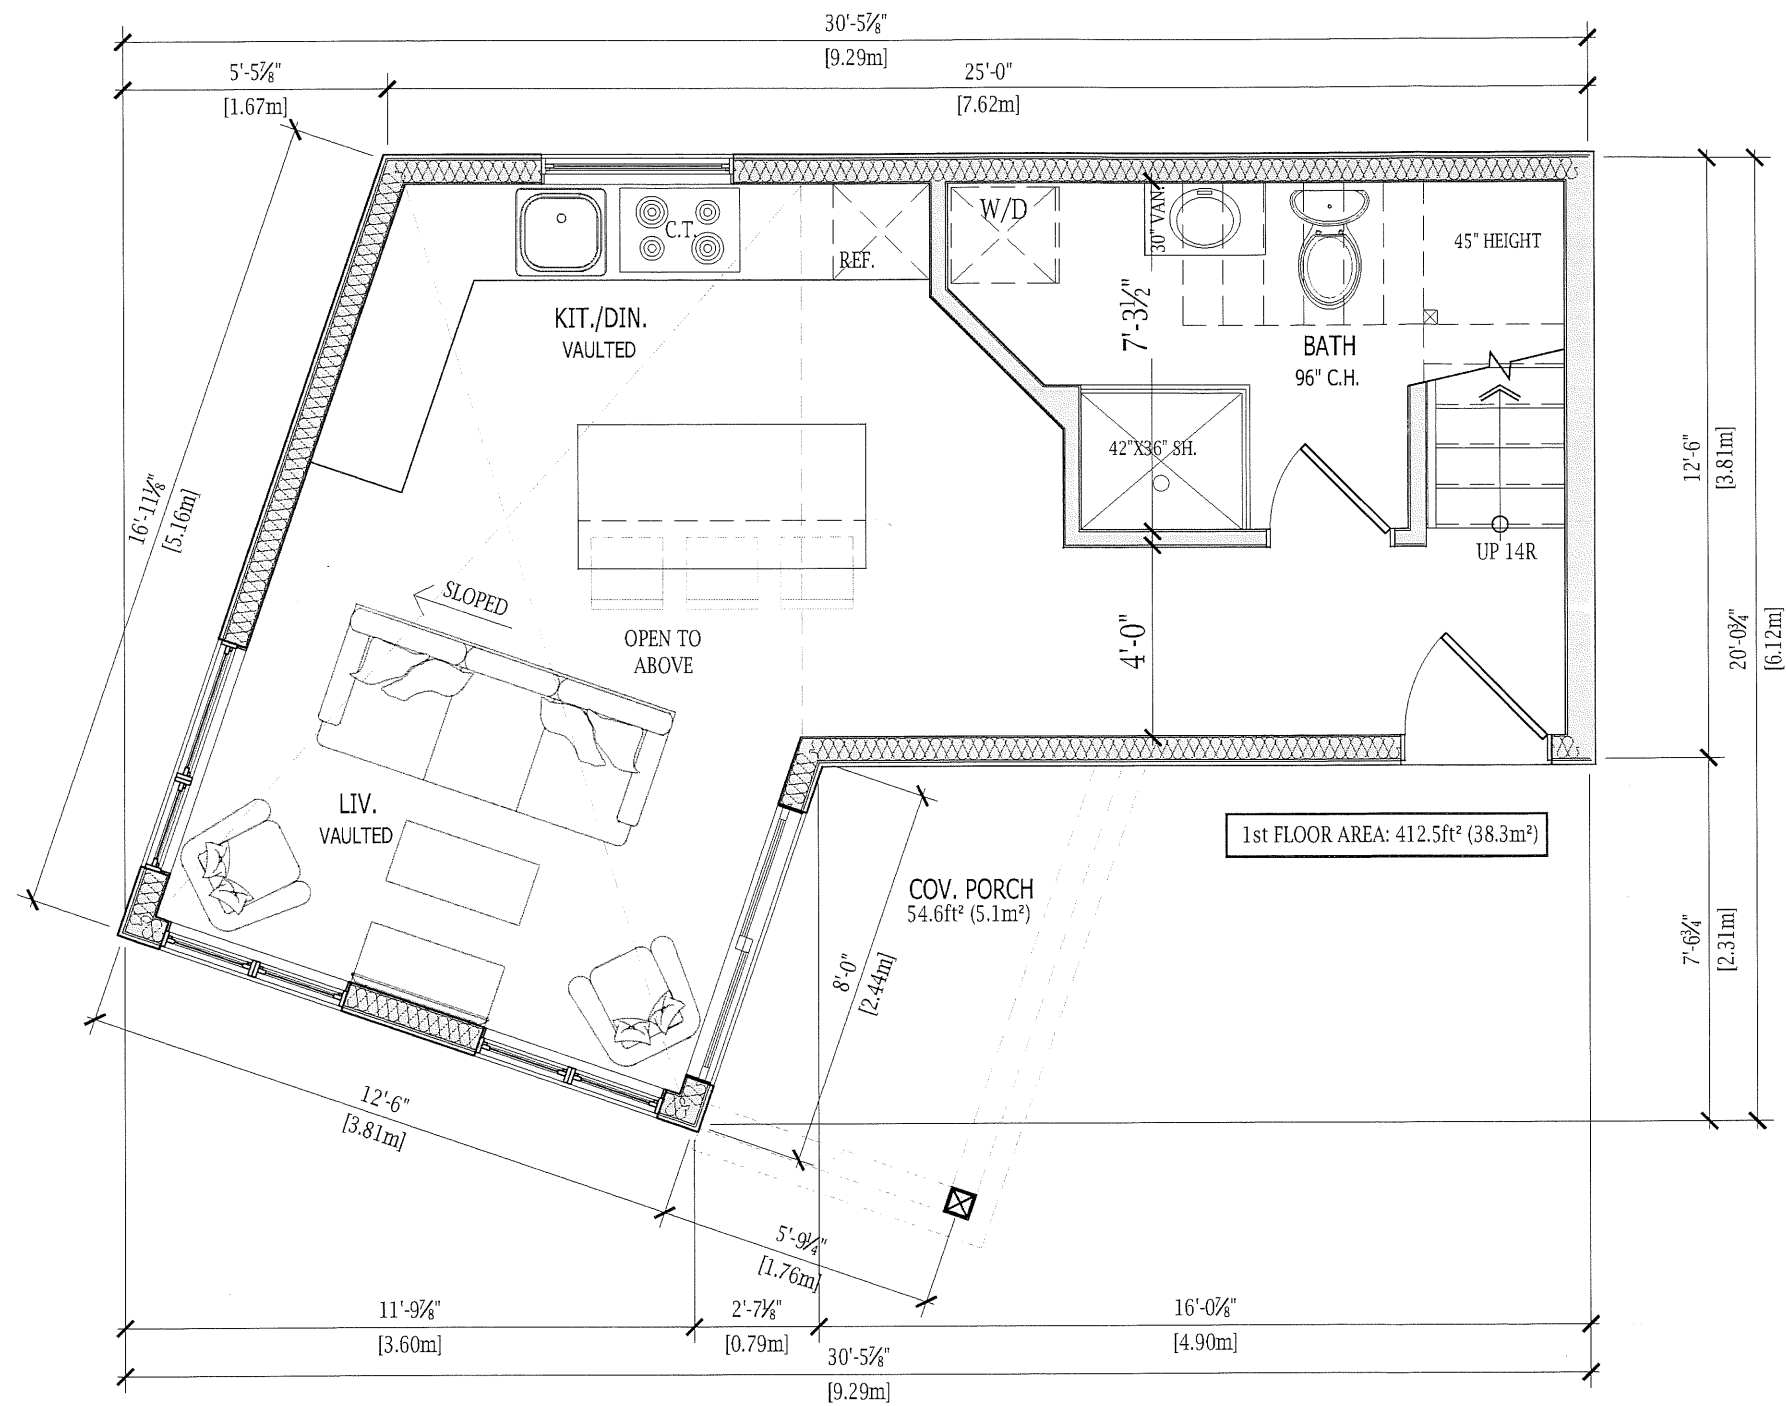 30'-5⅞"
[9.29m]
5'-5⅞"
[1.67m]
25'-0"
[7.62m]
W/D
30" VAN.
45" HEIGHT
C.T.
REF.
KIT./DIN.
VAULTED
7'-3½"
BATH
96" C.H.
42"X36" SH.
UP 14R
16'-11⅛"
[5.16m]
12'-6"
[3.81m]
20'-0¾"
[6.12m]
SLOPED
OPEN TO
ABOVE
4'-0"
LIV.
VAULTED
1st FLOOR AREA: 412.5ft² (38.3m²)
COV. PORCH
54.6ft² (5.1m²)
8'-0"
[2.44m]
7'-6¾"
[2.31m]
12'-6"
[3.81m]
5'-9¼"
[1.76m]
11'-9⅞"
[3.60m]
2'-7⅛"
[0.79m]
16'-0⅞"
[4.90m]
30'-5⅞"
[9.29m]